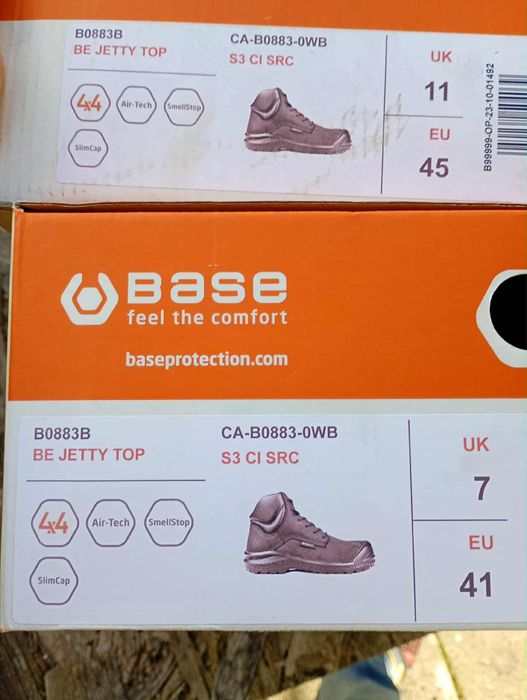 B0883B
BE JETTY TOP
CA-B0883-0WB
S3 CI SRC
UK
11
EU
45
4x4
Air-Tech
SmellStop
SlimCap
B99999-OP-23-10-01492
Base
feel the comfort
baseprotection.com
B0883B
BE JETTY TOP
CA-B0883-0WB
S3 CI SRC
UK
7
EU
41
4x4
Air-Tech
SmellStop
SlimCap